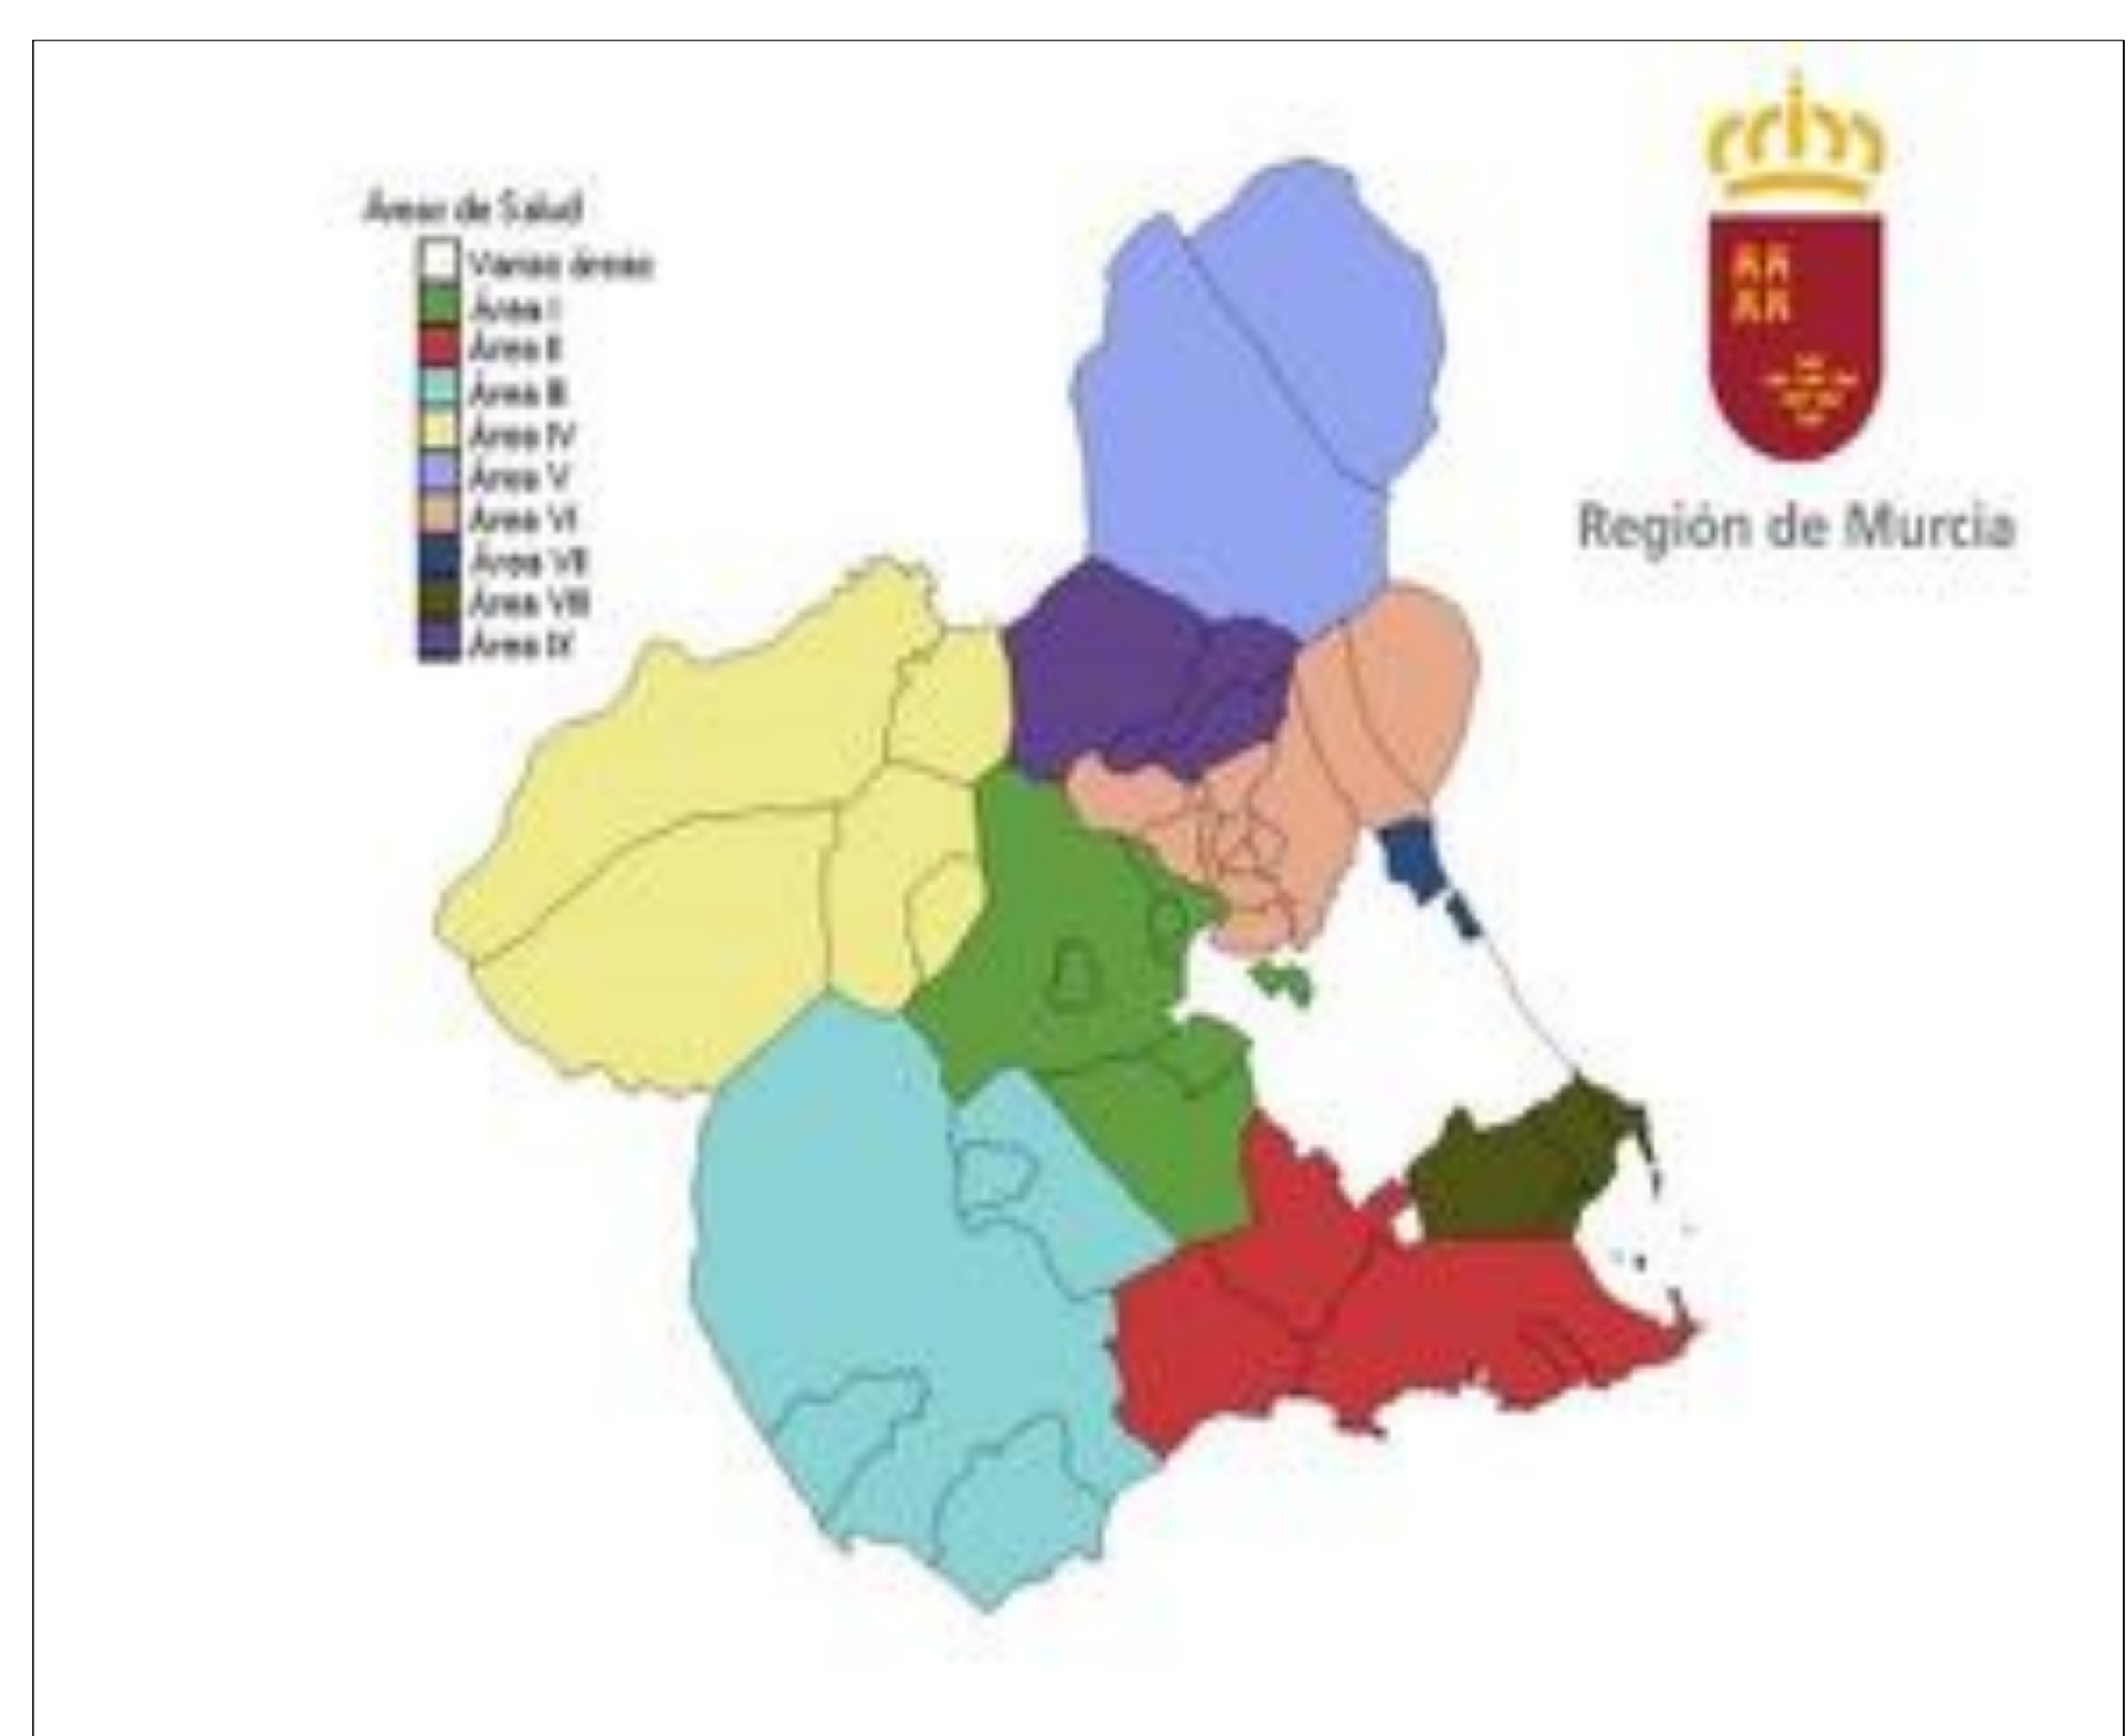 Áreas de Salud
Varias áreas
Área I
Área II
Área III
Área IV
Área V
Área VI
Área VII
Área VIII
Área IX
Región de Murcia